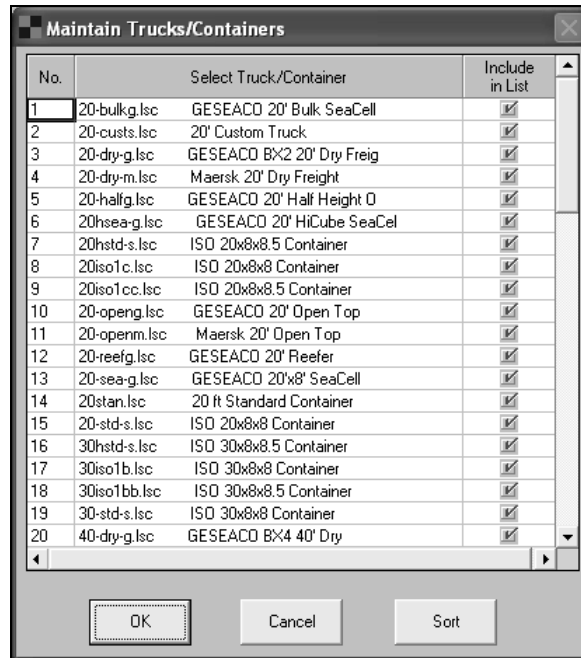 Maintain Trucks/Containers
No. Select Truck/Container Include in List
1 20-bulkg.lsc GESEACO 20' Bulk SeaCell
2 20-custs.lsc 20' Custom Truck
3 20-dry-g.lsc GESEACO BX2 20' Dry Freig
4 20-dry-m.lsc Maersk 20' Dry Freight
5 20-halfg.lsc GESEACO 20' Half Height O
6 20hsea-g.lsc GESEACO 20' HiCube SeaCel
7 20hstd-s.lsc ISO 20x8x8.5 Container
8 20iso1c.lsc ISO 20x8x8 Container
9 20iso1cc.lsc ISO 20x8x8.5 Container
10 20-openg.lsc GESEACO 20' Open Top
11 20-openm.lsc Maersk 20' Open Top
12 20-reefg.lsc GESEACO 20' Reefer
13 20-sea-g.lsc GESEACO 20'x8' SeaCell
14 20stan.lsc 20 ft Standard Container
15 20-std-s.lsc ISO 20x8x8 Container
16 30hstd-s.lsc ISO 30x8x8.5 Container
17 30iso1b.lsc ISO 30x8x8 Container
18 30iso1bb.lsc ISO 30x8x8.5 Container
19 30-std-s.lsc ISO 30x8x8 Container
20 40-dry-g.lsc GESEACO BX4 40' Dry
OK Cancel Sort